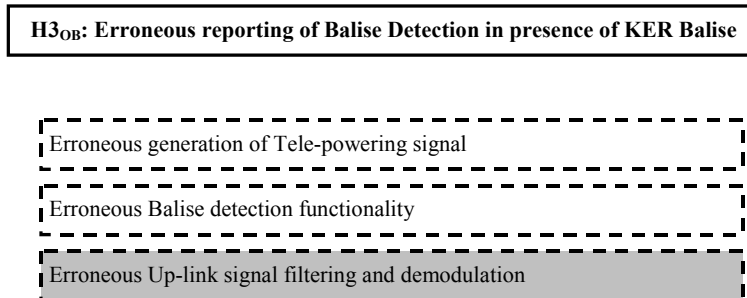 H3OB: Erroneous reporting of Balise Detection in presence of KER Balise
Erroneous generation of Tele-powering signal
Erroneous Balise detection functionality
Erroneous Up-link signal filtering and demodulation